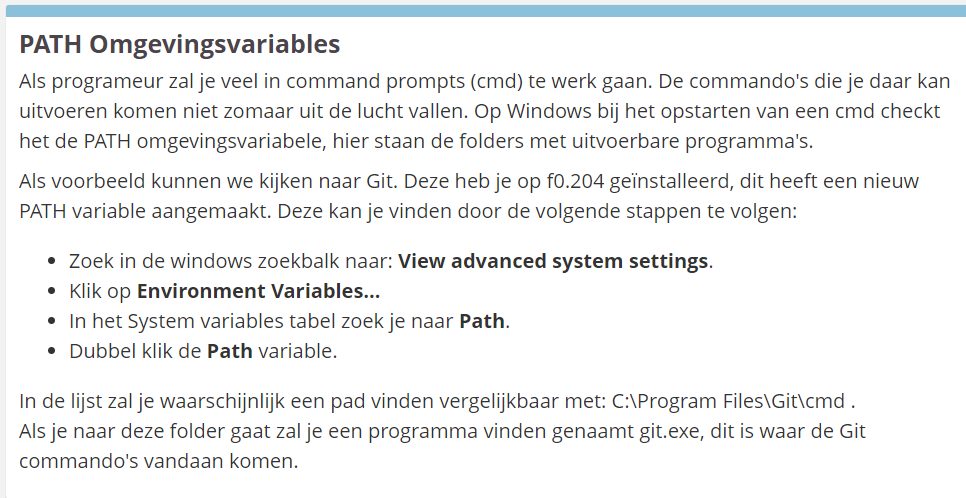 PATH Omgevingsvariables
Als programeur zal je veel in command prompts (cmd) te werk gaan. De commando's die je daar kan
uitvoeren komen niet zomaar uit de lucht vallen. Op Windows bij het opstarten van een cmd checkt
het de PATH omgevingsvariabele, hier staan de folders met uitvoerbare programma's.
Als voorbeeld kunnen we kijken naar Git. Deze heb je op f0.204 geïnstalleerd, dit heeft een nieuw
PATH variable aangemaakt. Deze kan je vinden door de volgende stappen te volgen:
• Zoek in de windows zoekbalk naar: View advanced system settings.
• Klik op Environment Variables...
• In het System variables tabel zoek je naar Path.
• Dubbel klik de Path variable.
In de lijst zal je waarschijnlijk een pad vinden vergelijkbaar met: C:\Program Files\Git\cmd .
Als je naar deze folder gaat zal je een programma vinden genaamt git.exe, dit is waar de Git
commando's vandaan komen.